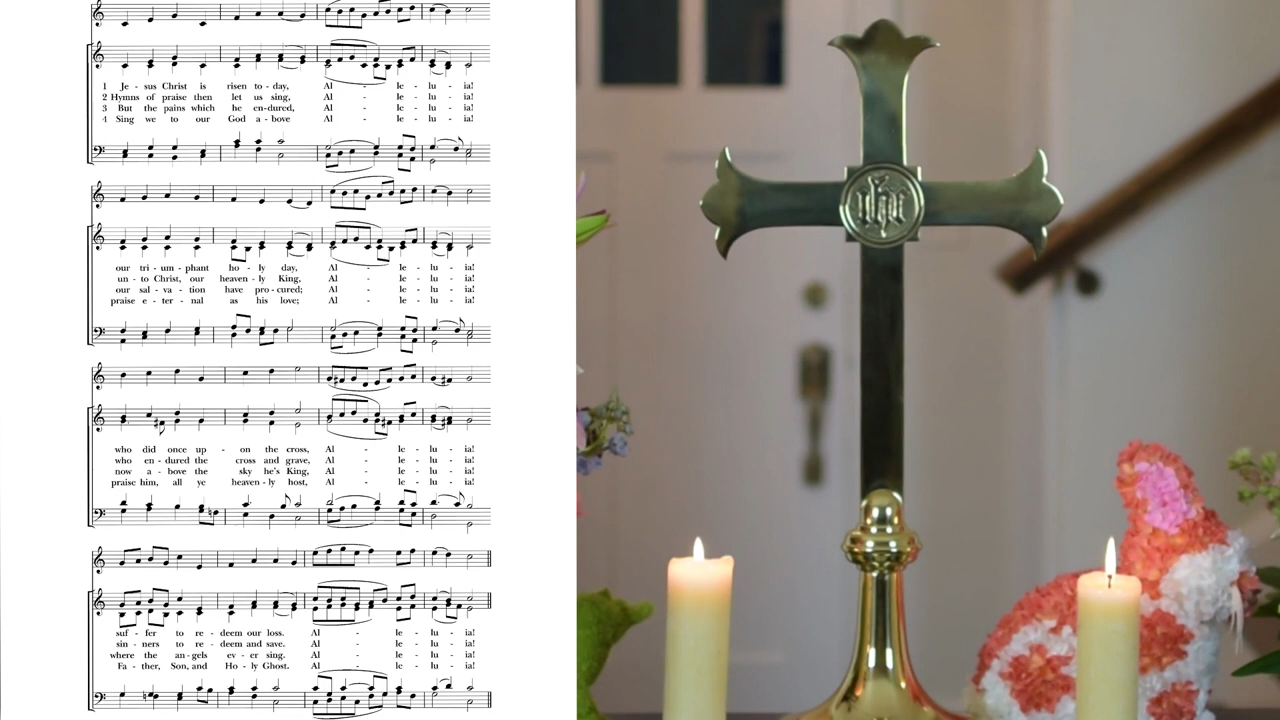 1 Je - sus Christ is risen to - day, Al - le - lu - ia!
2 Hymns of praise then let us sing, Al - le - lu - ia!
3 But the pains which he en - dured, Al - le - lu - ia!
4 Sing we to our God a - bove Al - le - lu - ia!
our tri - um - phant ho - ly day, Al - le - lu - ia!
un - to Christ, our heaven - ly King, Al - le - lu - ia!
our sal - va - tion have pro - cured; Al - le - lu - ia!
praise e - ter - nal as his love; Al - le - lu - ia!
who did once up - on the cross, Al - le - lu - ia!
who en - dured the cross and grave, Al - le - lu - ia!
now a - bove the sky he's King, Al - le - lu - ia!
praise him, all ye heaven - ly host, Al - le - lu - ia!
suf - fer to re - deem our loss. Al - le - lu - ia!
sin - ners to re - deem and save. Al - le - lu - ia!
where the an - gels ev - er sing. Al - le - lu - ia!
Fa - ther, Son, and Ho - ly Ghost. Al - le - lu - ia!
ihc